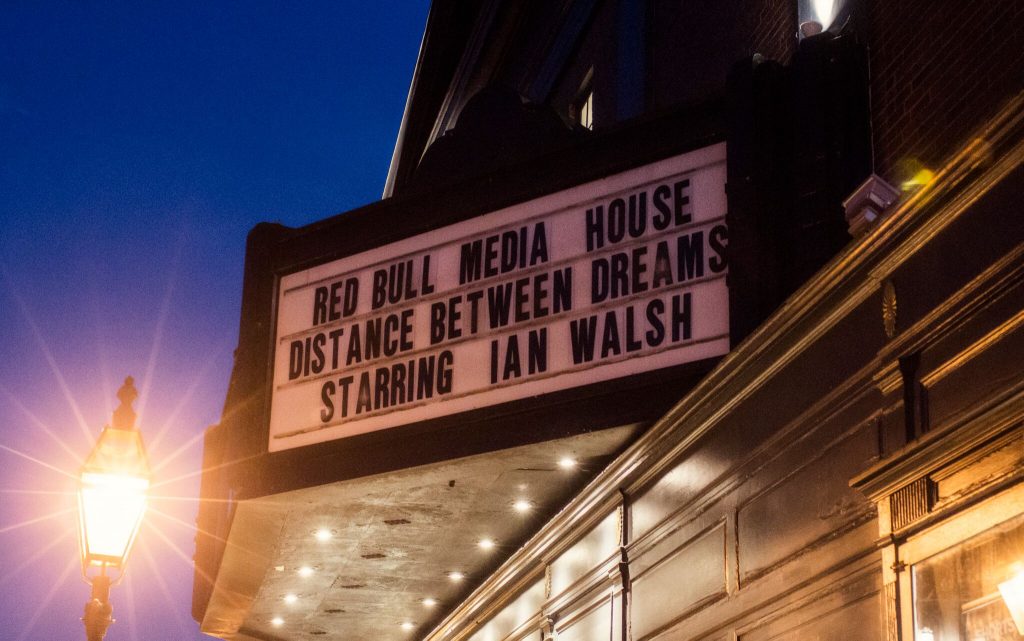 RED BULL MEDIA HOUSE
DISTANCE BETWEEN DREAMS
STARRING IAN WALSH